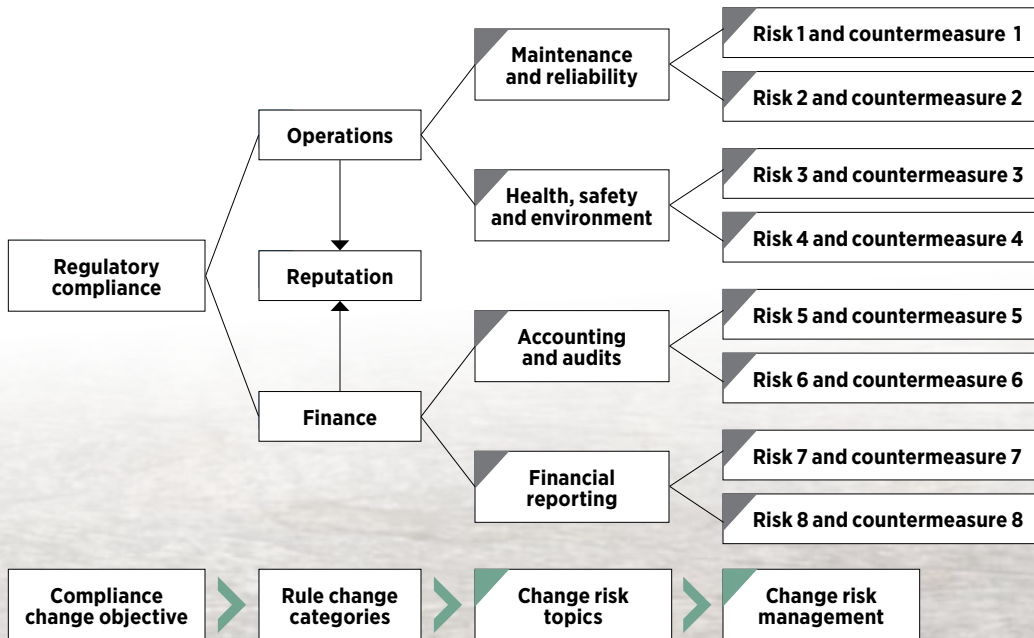 Regulatory
compliance
Operations
Reputation
Finance
Maintenance
and reliability
Health, safety
and environment
Accounting
and audits
Financial
reporting
Risk 1 and countermeasure 1
Risk 2 and countermeasure 2
Risk 3 and countermeasure 3
Risk 4 and countermeasure 4
Risk 5 and countermeasure 5
Risk 6 and countermeasure 6
Risk 7 and countermeasure 7
Risk 8 and countermeasure 8
Compliance
change objective
Rule change
categories
Change risk
topics
Change risk
management